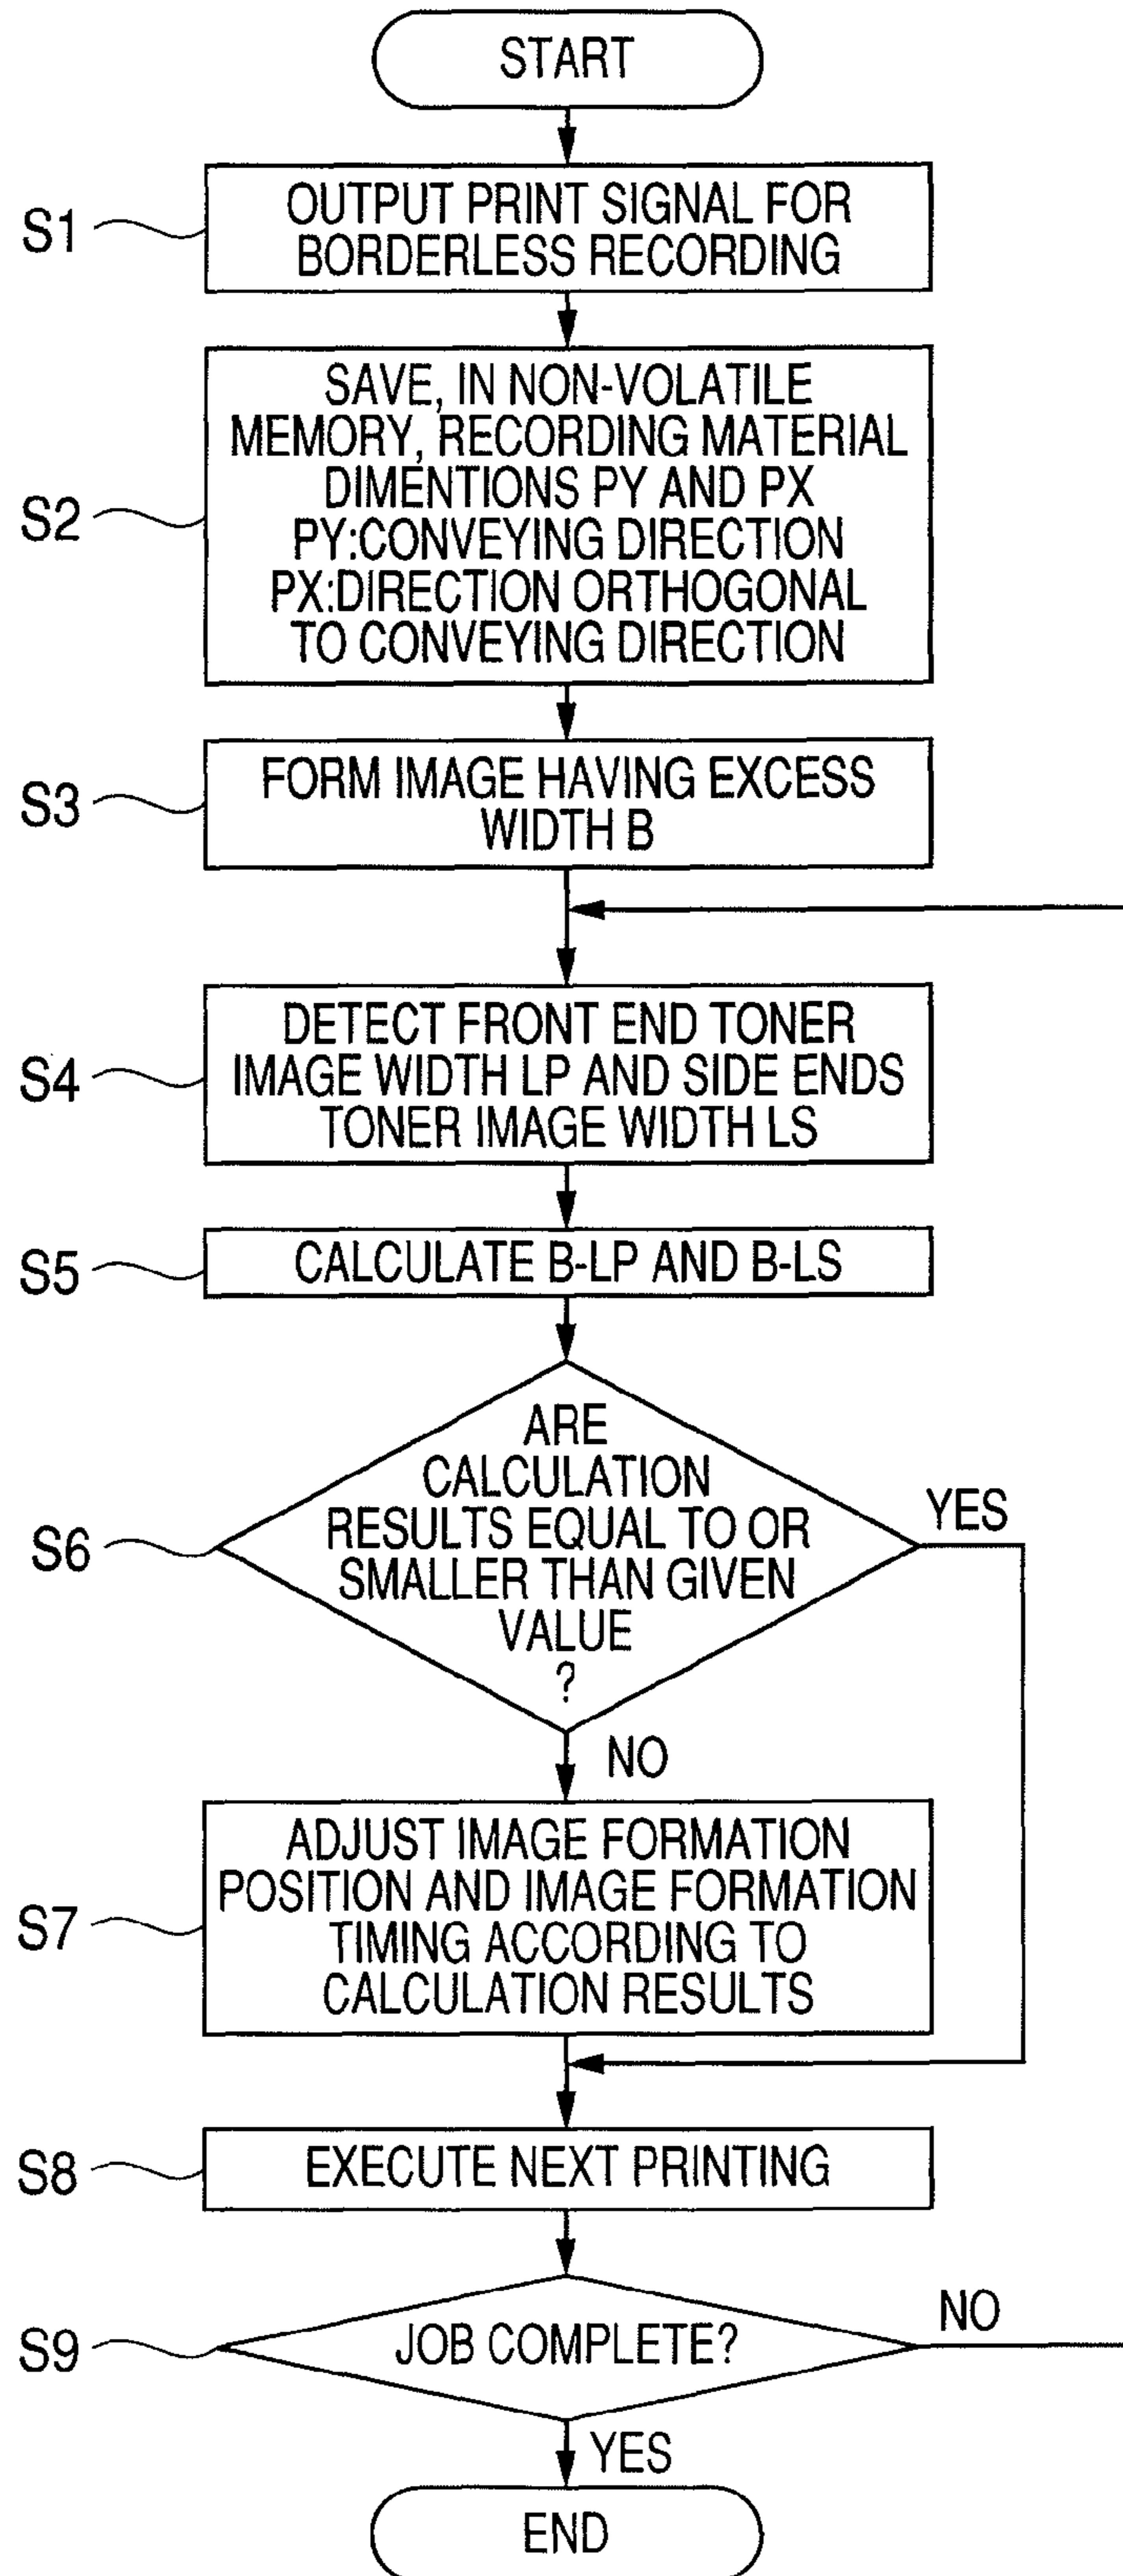 START
S1
OUTPUT PRINT SIGNAL FOR
BORDERLESS RECORDING
S2
SAVE, IN NON-VOLATILE
MEMORY, RECORDING MATERIAL
DIMENTIONS PY AND PX
PY:CONVEYING DIRECTION
PX:DIRECTION ORTHOGONAL
TO CONVEYING DIRECTION
S3
FORM IMAGE HAVING EXCESS
WIDTH B
S4
DETECT FRONT END TONER
IMAGE WIDTH LP AND SIDE ENDS
TONER IMAGE WIDTH LS
S5
CALCULATE B-LP AND B-LS
S6
ARE
CALCULATION
RESULTS EQUAL TO OR
SMALLER THAN GIVEN
VALUE
?
YES
NO
S7
ADJUST IMAGE FORMATION
POSITION AND IMAGE FORMATION
TIMING ACCORDING TO
CALCULATION RESULTS
S8
EXECUTE NEXT PRINTING
S9
JOB COMPLETE?
NO
YES
END